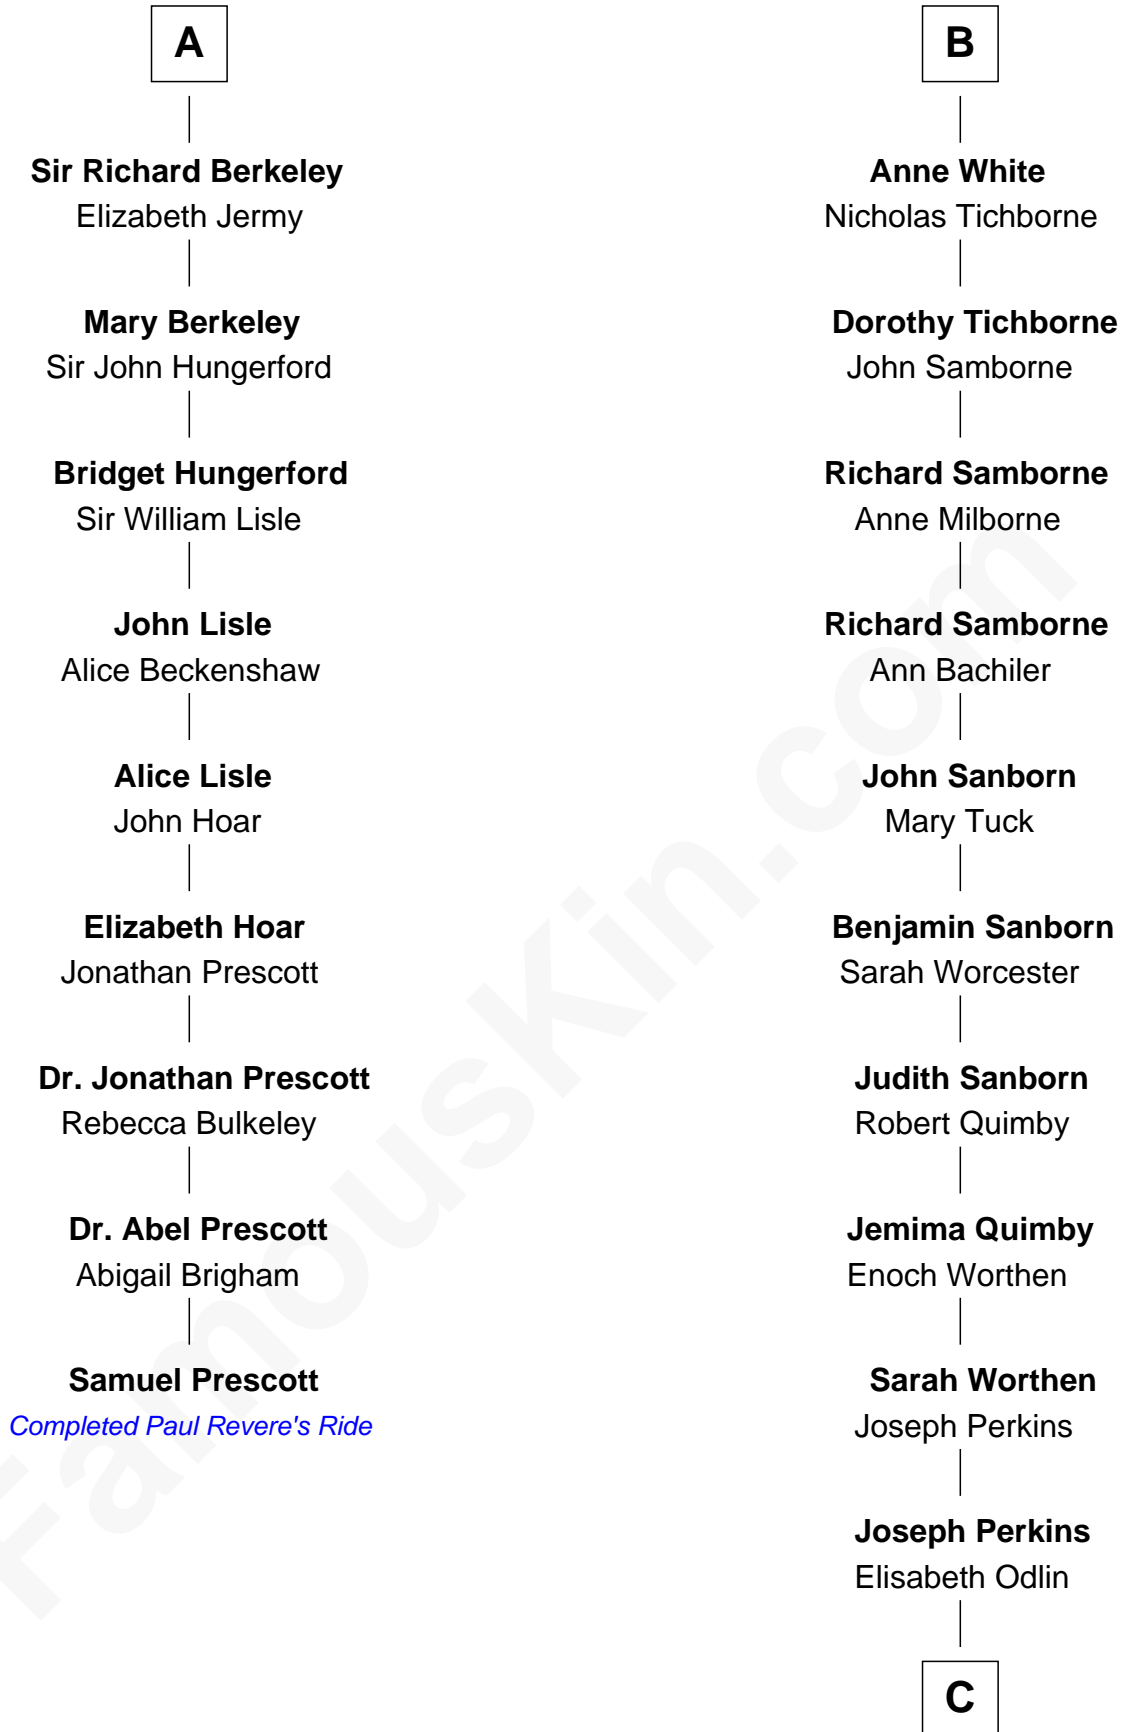 A
Sir Richard Berkeley
Elizabeth Jermy
Mary Berkeley
Sir John Hungerford
Bridget Hungerford
Sir William Lisle
John Lisle
Alice Beckenshaw
Alice Lisle
John Hoar
Elizabeth Hoar
Jonathan Prescott
Dr. Jonathan Prescott
Rebecca Bulkeley
Dr. Abel Prescott
Abigail Brigham
Samuel Prescott
Completed Paul Revere's Ride
B
Anne White
Nicholas Tichborne
Dorothy Tichborne
John Samborne
Richard Samborne
Anne Milborne
Richard Samborne
Ann Bachiler
John Sanborn
Mary Tuck
Benjamin Sanborn
Sarah Worcester
Judith Sanborn
Robert Quimby
Jemima Quimby
Enoch Worthen
Sarah Worthen
Joseph Perkins
Joseph Perkins
Elisabeth Odlin
C
FamousKin.com